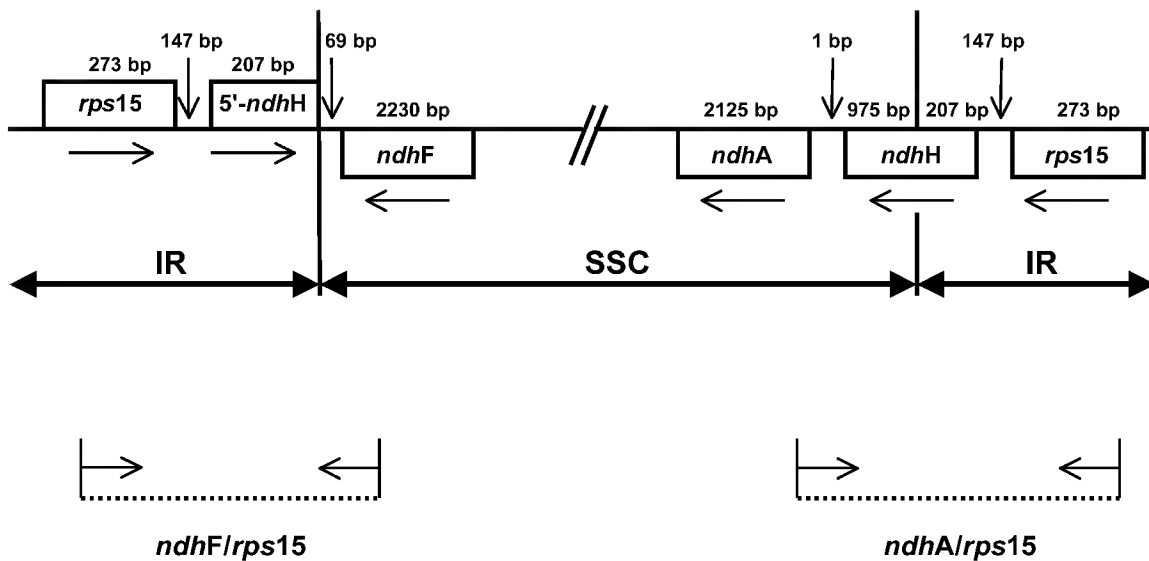 147 bp 69 bp 1 bp 147 bp
273 bp 207 bp 2230 bp 2125 bp 975 bp 207 bp 273 bp
rps15 5'-ndhH
ndhF ndhA ndhH rps15
IR SSC IR
ndhF/rps15 ndhA/rps15